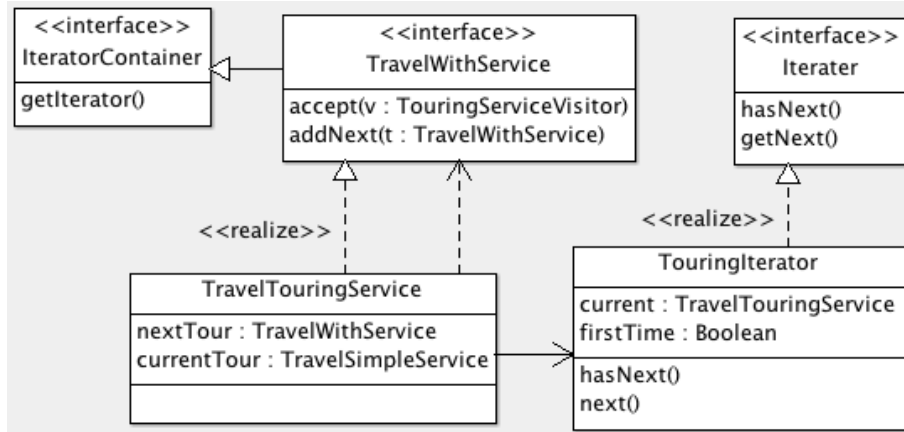 <<interface>>
IteratorContainer
getIterator()
<<interface>>
TravelWithService
accept(v : TouringServiceVisitor)
addNext(t : TravelWithService)
<<interface>>
Iterater
hasNext()
getNext()
<<realize>>
<<realize>>
TravelTouringService
nextTour : TravelWithService
currentTour : TravelSimpleService
TouringIterator
current : TravelTouringService
firstTime : Boolean
hasNext()
next()